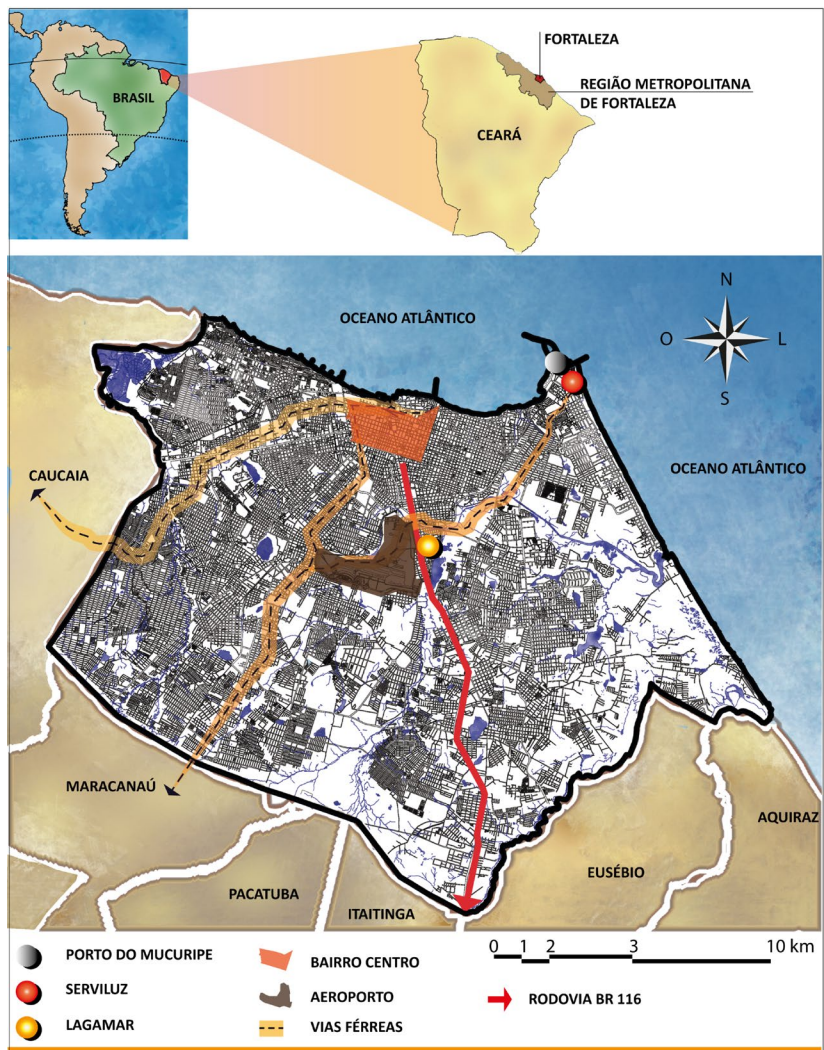 BRASIL
FORTALEZA
REGIÃO METROPOLITANA
DE FORTALEZA
CEARÁ
OCEANO ATLÂNTICO
N
O
L
S
OCEANO ATLÂNTICO
CAUCAIA
MARACANAÚ
AQUIRAZ
EUSÉBIO
PACATUBA
ITAITINGA
PORTO DO MUCURIPE
SERVILUZ
LAGAMAR
BAIRRO CENTRO
AEROPORTO
VIAS FÉRREAS
0 1 2 3 10 km
RODOVIA BR 116